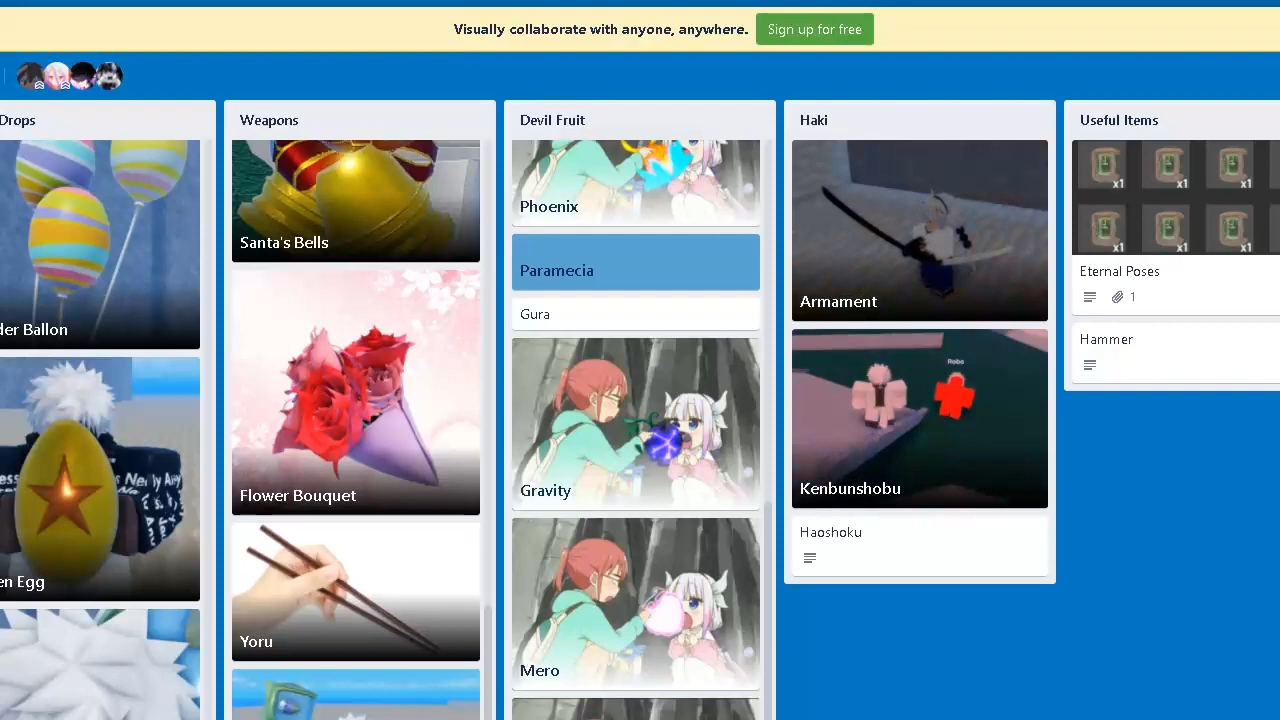 Visually collaborate with anyone, anywhere. Sign up for free
Drops
der Ballon
en Egg
Weapons
Santa's Bells
Flower Bouquet
Yoru
Devil Fruit
Phoenix
Paramecia
Gura
Gravity
Mero
Haki
Armament
Robo
Kenbunshobu
Haoshoku
Useful Items
x1 x1 x1
x1 x1 x1
Eternal Poses
1
Hammer